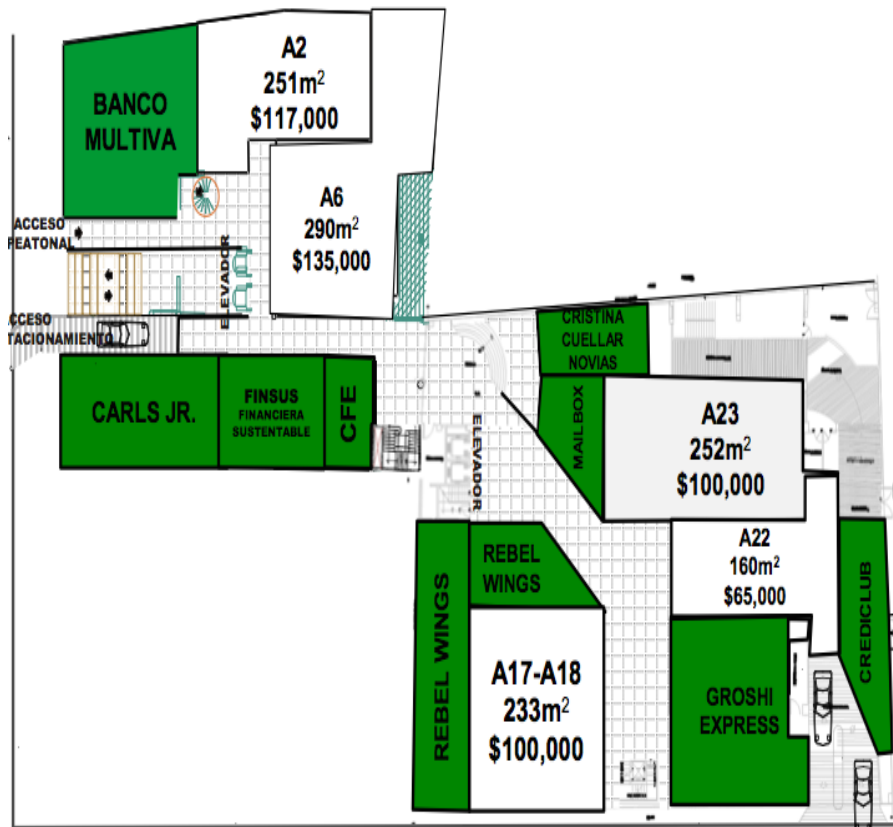 BANCO
MULTIVA
A2
251m²
$117,000
A6
290m²
$135,000
ACCESO
PEATONAL
ELEVADOR
CCESO
TACIONAMIENTO
CARLS JR.
FINSUS
FINANCIERA
SUSTENTABLE
CFE
CRISTINA
CUELLAR
NOVIAS
MAILBOX
A23
252m²
$100,000
ELEVADOR
A22
160m²
$65,000
REBEL WINGS
REBEL
WINGS
A17-A18
233m²
$100,000
GROSHI
EXPRESS
CREDICLUB